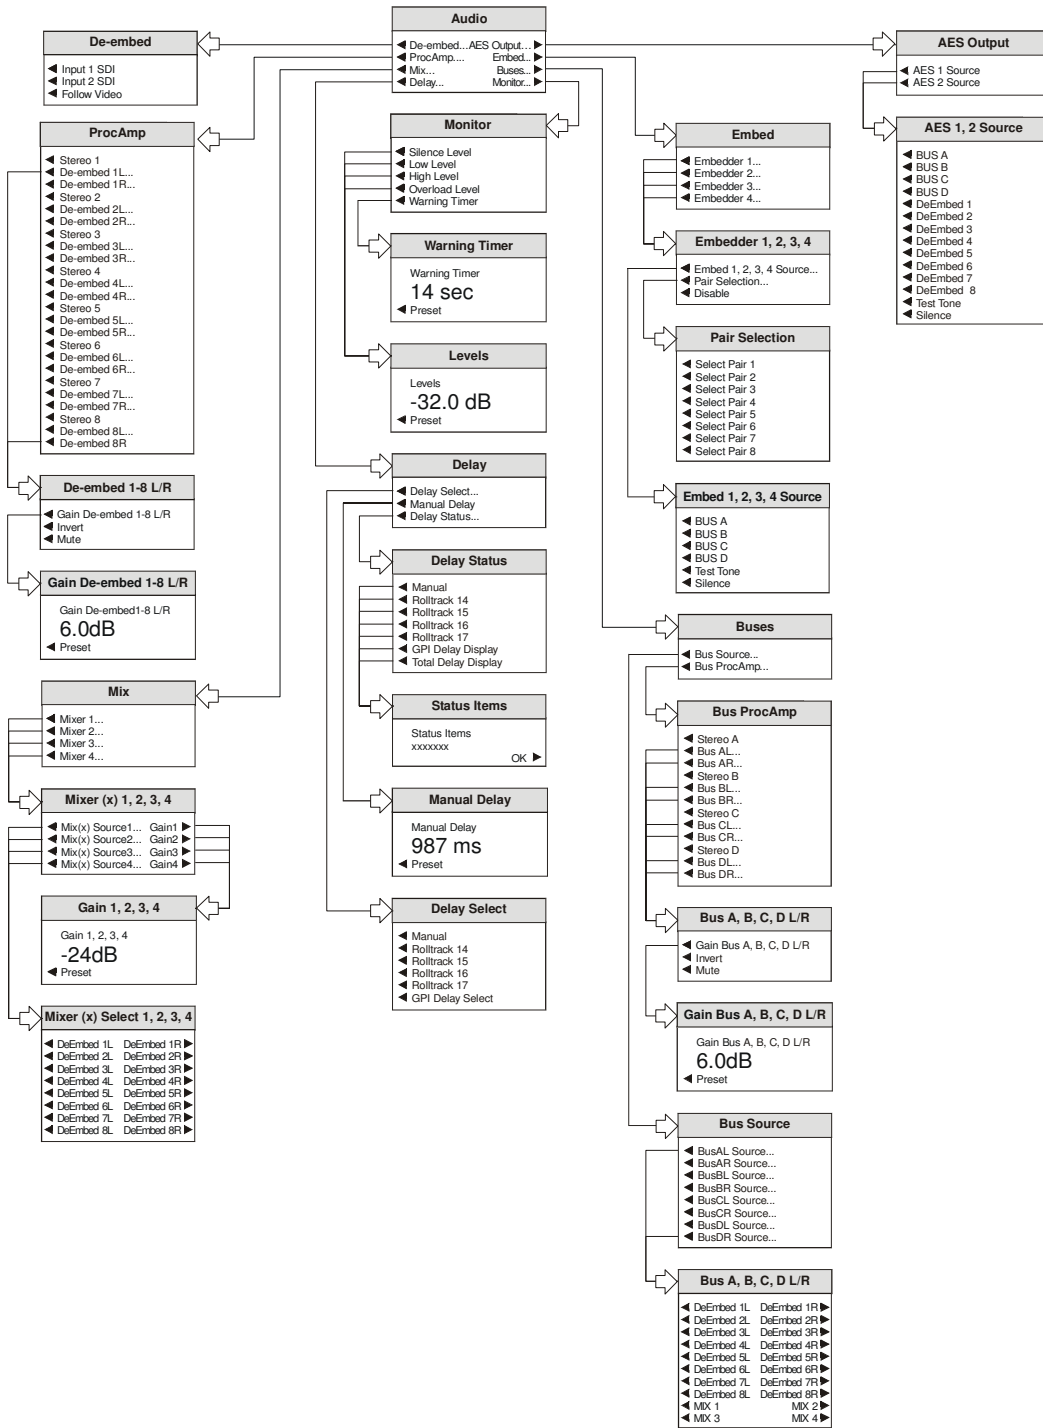 Audio
De-embed...AES Output...
ProcAmp.... Embed...
Mix... Buses...
Delay... Monitor...
De-embed
Input 1 SDI
Input 2 SDI
Follow Video
ProcAmp
Stereo 1
De-embed 1L...
De-embed 1R...
Stereo 2
De-embed 2L...
De-embed 2R...
Stereo 3
De-embed 3L...
De-embed 3R...
Stereo 4
De-embed 4L...
De-embed 4R...
Stereo 5
De-embed 5L...
De-embed 5R...
Stereo 6
De-embed 6L...
De-embed 6R...
Stereo 7
De-embed 7L...
De-embed 7R...
Stereo 8
De-embed 8L...
De-embed 8R
De-embed 1-8 L/R
Gain De-embed 1-8 L/R
Invert
Mute
Gain De-embed 1-8 L/R
Gain De-embed1-8 L/R
6.0dB
Preset
Mix
Mixer 1...
Mixer 2...
Mixer 3...
Mixer 4...
Mixer (x) 1, 2, 3, 4
Mix(x) Source1... Gain1
Mix(x) Source2... Gain2
Mix(x) Source3... Gain3
Mix(x) Source4... Gain4
Gain 1, 2, 3, 4
Gain 1, 2, 3, 4
-24dB
Preset
Mixer (x) Select 1, 2, 3, 4
DeEmbed 1L DeEmbed 1R
DeEmbed 2L DeEmbed 2R
DeEmbed 3L DeEmbed 3R
DeEmbed 4L DeEmbed 4R
DeEmbed 5L DeEmbed 5R
DeEmbed 6L DeEmbed 6R
DeEmbed 7L DeEmbed 7R
DeEmbed 8L DeEmbed 8R
Monitor
Silence Level
Low Level
High Level
Overload Level
Warning Timer
Warning Timer
Warning Timer
14 sec
Preset
Levels
Levels
-32.0 dB
Preset
Delay
Delay Select...
Manual Delay
Delay Status...
Delay Status
Manual
Rolltrack 14
Rolltrack 15
Rolltrack 16
Rolltrack 17
GPI Delay Display
Total Delay Display
Status Items
Status Items
xxxxxxx
OK
Manual Delay
Manual Delay
987 ms
Preset
Delay Select
Manual
Rolltrack 14
Rolltrack 15
Rolltrack 16
Rolltrack 17
GPI Delay Select
Embed
Embedder 1...
Embedder 2...
Embedder 3...
Embedder 4...
Embedder 1, 2, 3, 4
Embed 1, 2, 3, 4 Source...
Pair Selection...
Disable
Pair Selection
Select Pair 1
Select Pair 2
Select Pair 3
Select Pair 4
Select Pair 5
Select Pair 6
Select Pair 7
Select Pair 8
Embed 1, 2, 3, 4 Source
BUS A
BUS B
BUS C
BUS D
Test Tone
Silence
Buses
Bus Source...
Bus ProcAmp...
Bus ProcAmp
Stereo A
Bus AL...
Bus AR...
Stereo B
Bus BL...
Bus BR...
Stereo C
Bus CL...
Bus CR...
Stereo D
Bus DL...
Bus DR...
Bus A, B, C, D L/R
Gain Bus A, B, C, D L/R
Invert
Mute
Gain Bus A, B, C, D L/R
Gain Bus A, B, C, D L/R
6.0dB
Preset
Bus Source
BusAL Source...
BusAR Source...
BusBL Source...
BusBR Source...
BusCL Source...
BusCR Source...
BusDL Source...
BusDR Source...
Bus A, B, C, D L/R
DeEmbed 1L DeEmbed 1R
DeEmbed 2L DeEmbed 2R
DeEmbed 3L DeEmbed 3R
DeEmbed 4L DeEmbed 4R
DeEmbed 5L DeEmbed 5R
DeEmbed 6L DeEmbed 6R
DeEmbed 7L DeEmbed 7R
DeEmbed 8L DeEmbed 8R
MIX 1 MIX 2
MIX 3 MIX 4
AES Output
AES 1 Source
AES 2 Source
AES 1, 2 Source
BUS A
BUS B
BUS C
BUS D
DeEmbed 1
DeEmbed 2
DeEmbed 3
DeEmbed 4
DeEmbed 5
DeEmbed 6
DeEmbed 7
DeEmbed 8
Test Tone
Silence